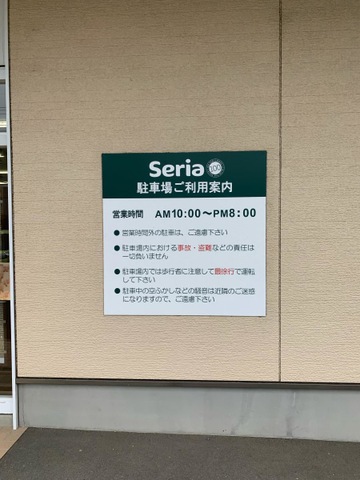 Seria 100
駐車場ご利用案内
営業時間 AM10:00～PM8:00
●営業時間外の駐車は、ご遠慮下さい
●駐車場内における事故・盗難などの責任は
一切負いません
●駐車場内では歩行者に注意して最徐行で運転
して下さい
●駐車中の空ふかしなどの騒音は近隣のご迷惑
になりますので、ご遠慮下さい